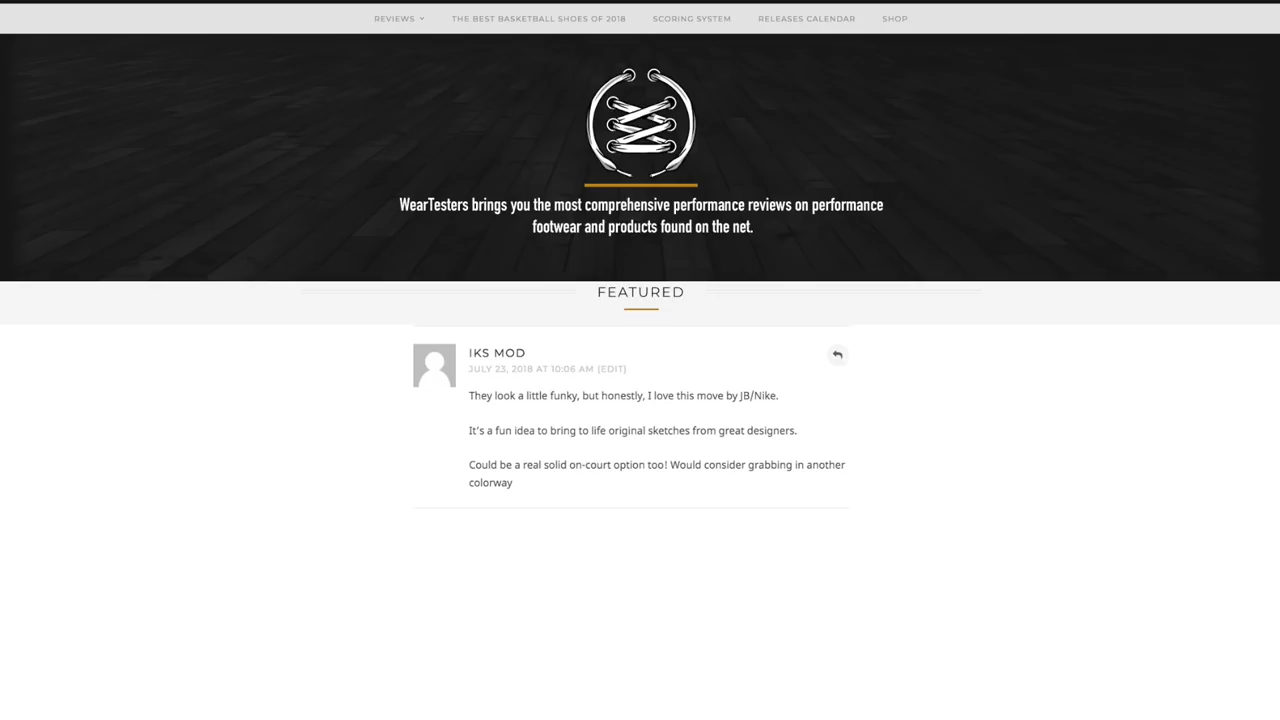 REVIEWS
THE BEST BASKETBALL SHOES OF 2018
SCORING SYSTEM
RELEASES CALENDAR
SHOP
WearTesters brings you the most comprehensive performance reviews on performance
footwear and products found on the net.
FEATURED
IKS MOD
JULY 23, 2018 AT 10:06 AM (EDIT)
They look a little funky, but honestly, I love this move by JB/Nike.
It's a fun idea to bring to life original sketches from great designers.
Could be a real solid on-court option too! Would consider grabbing in another
colorway